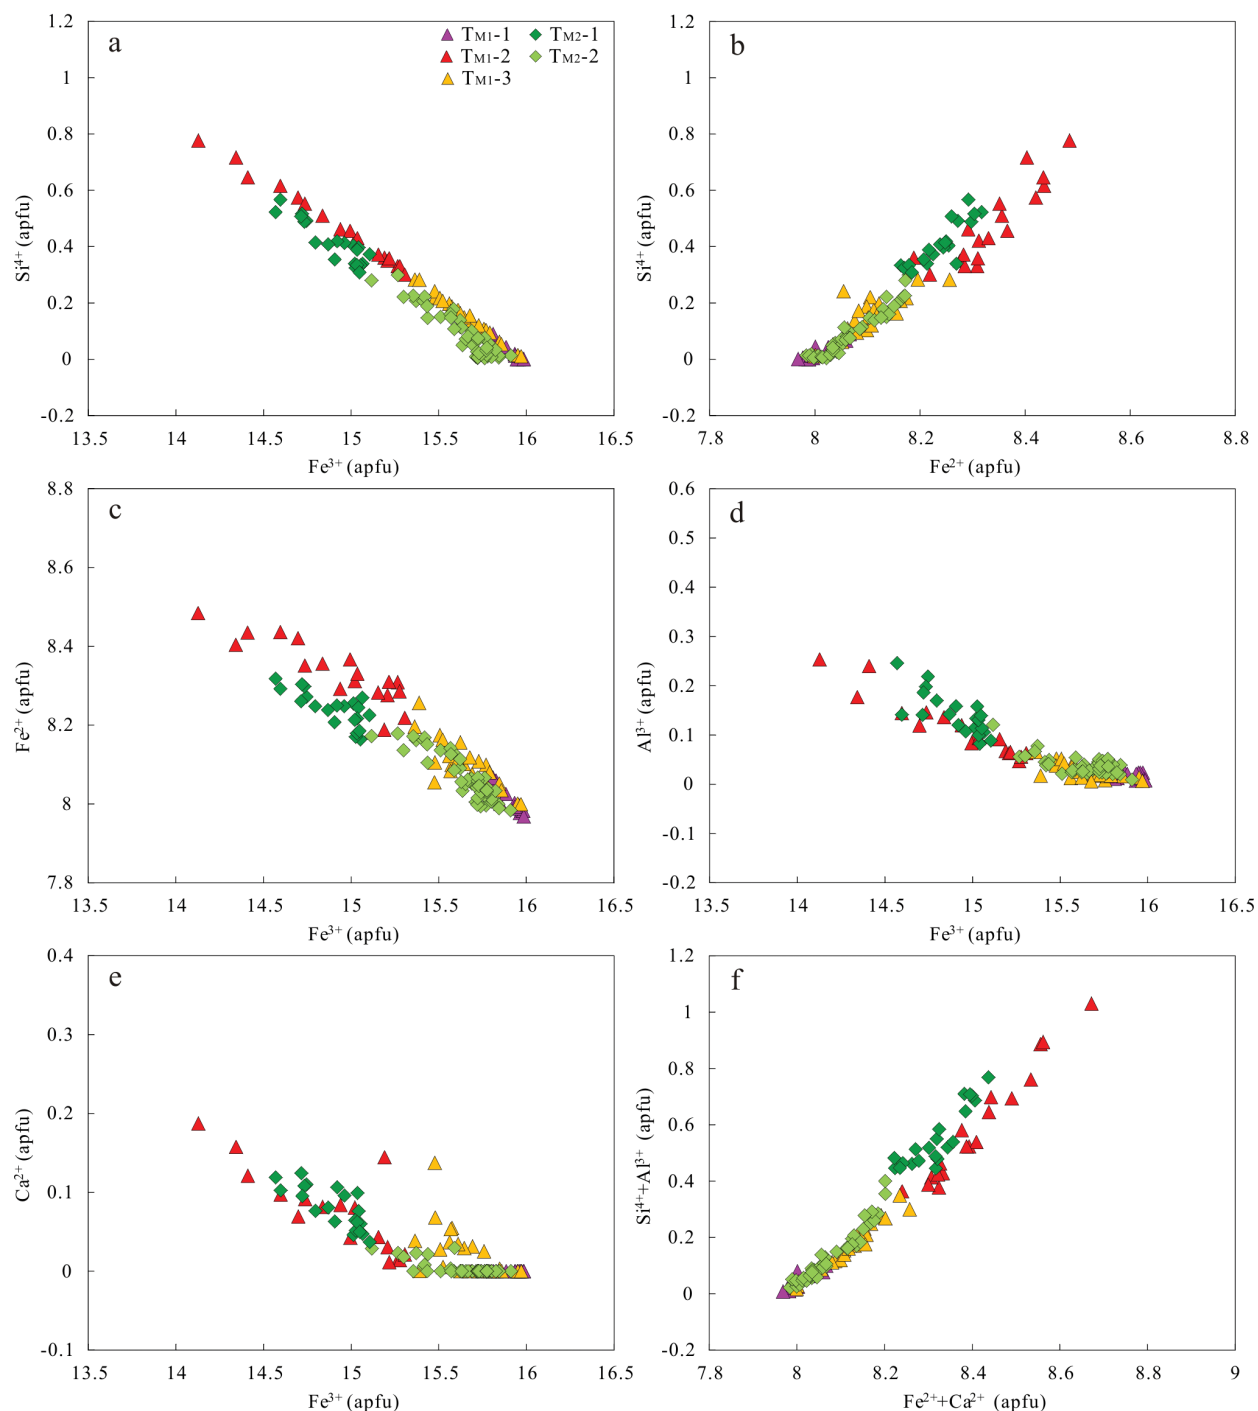 a
T M1-1
T M2-1
T M1-2
T M2-2
T M1-3
1.2
1
0.8
0.6
0.4
0.2
0
-0.2
Si⁴⁺ (apfu)
13.5 14 14.5 15 15.5 16 16.5
Fe³⁺ (apfu)
b
1.2
1
0.8
0.6
0.4
0.2
0
-0.2
Si⁴⁺ (apfu)
7.8 8 8.2 8.4 8.6 8.8
Fe²⁺ (apfu)
c
8.8
8.6
8.4
8.2
8
7.8
Fe²⁺ (apfu)
13.5 14 14.5 15 15.5 16 16.5
Fe³⁺ (apfu)
d
0.6
0.5
0.4
0.3
0.2
0.1
0
-0.1
-0.2
Al³⁺ (apfu)
13.5 14 14.5 15 15.5 16 16.5
Fe³⁺ (apfu)
e
0.4
0.3
0.2
0.1
0
-0.1
Ca²⁺ (apfu)
13.5 14 14.5 15 15.5 16 16.5
Fe³⁺ (apfu)
f
1.2
1
0.8
0.6
0.4
0.2
0
-0.2
Si⁴⁺+Al³⁺ (apfu)
7.8 8 8.2 8.4 8.6 8.8 9
Fe²⁺+Ca²⁺ (apfu)